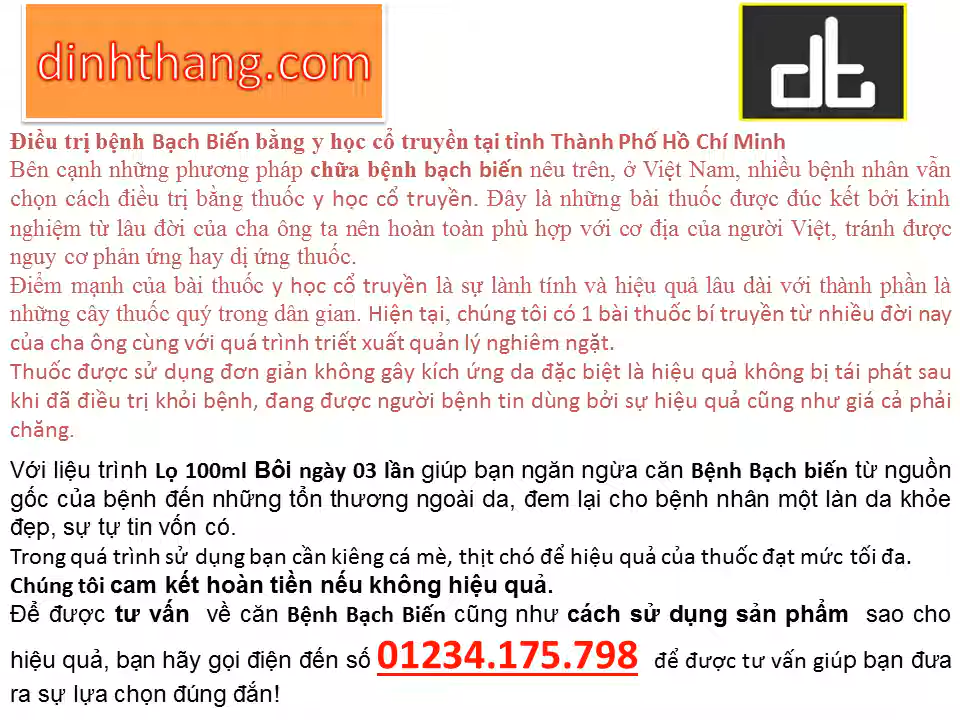 dinhthang.com
dt
Điều trị bệnh Bạch Biến bằng y học cổ truyền tại tỉnh Thành Phố Hồ Chí Minh
Bên cạnh những phương pháp chữa bệnh bạch biến nêu trên, ở Việt Nam, nhiều bệnh nhân vẫn
chọn cách điều trị bằng thuốc y học cổ truyền. Đây là những bài thuốc được đúc kết bởi kinh
nghiệm từ lâu đời của cha ông ta nên hoàn toàn phù hợp với cơ địa của người Việt, tránh được
nguy cơ phản ứng hay dị ứng thuốc.
Điểm mạnh của bài thuốc y học cổ truyền là sự lành tính và hiệu quả lâu dài với thành phần là
những cây thuốc quý trong dân gian. Hiện tại, chúng tôi có 1 bài thuốc bí truyền từ nhiều đời nay
của cha ông cùng với quá trình triết xuất quản lý nghiêm ngặt.
Thuốc được sử dụng đơn giản không gây kích ứng da đặc biệt là hiệu quả không bị tái phát sau
khi đã điều trị khỏi bệnh, đang được người bệnh tin dùng bởi sự hiệu quả cũng như giá cả phải
chăng.
Với liệu trình Lọ 100ml Bôi ngày 03 lần giúp bạn ngăn ngừa căn Bệnh Bạch biến từ nguồn
gốc của bệnh đến những tổn thương ngoài da, đem lại cho bệnh nhân một làn da khỏe
đẹp, sự tự tin vốn có.
Trong quá trình sử dụng bạn cần kiêng cá mè, thịt chó để hiệu quả của thuốc đạt mức tối đa.
Chúng tôi cam kết hoàn tiền nếu không hiệu quả.
Để được tư vấn về căn Bệnh Bạch Biến cũng như cách sử dụng sản phẩm sao cho
hiệu quả, bạn hãy gọi điện đến số 01234.175.798 để được tư vấn giúp bạn đưa
ra sự lựa chọn đúng đắn!